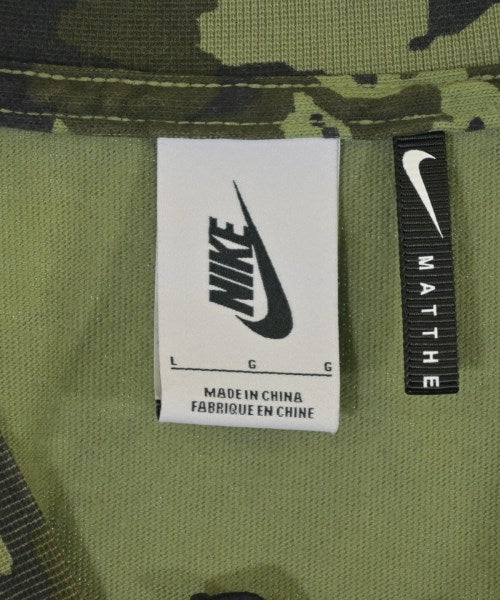 NIKE
L G G
MADE IN CHINA
FABRIQUE EN CHINE
MATTHE